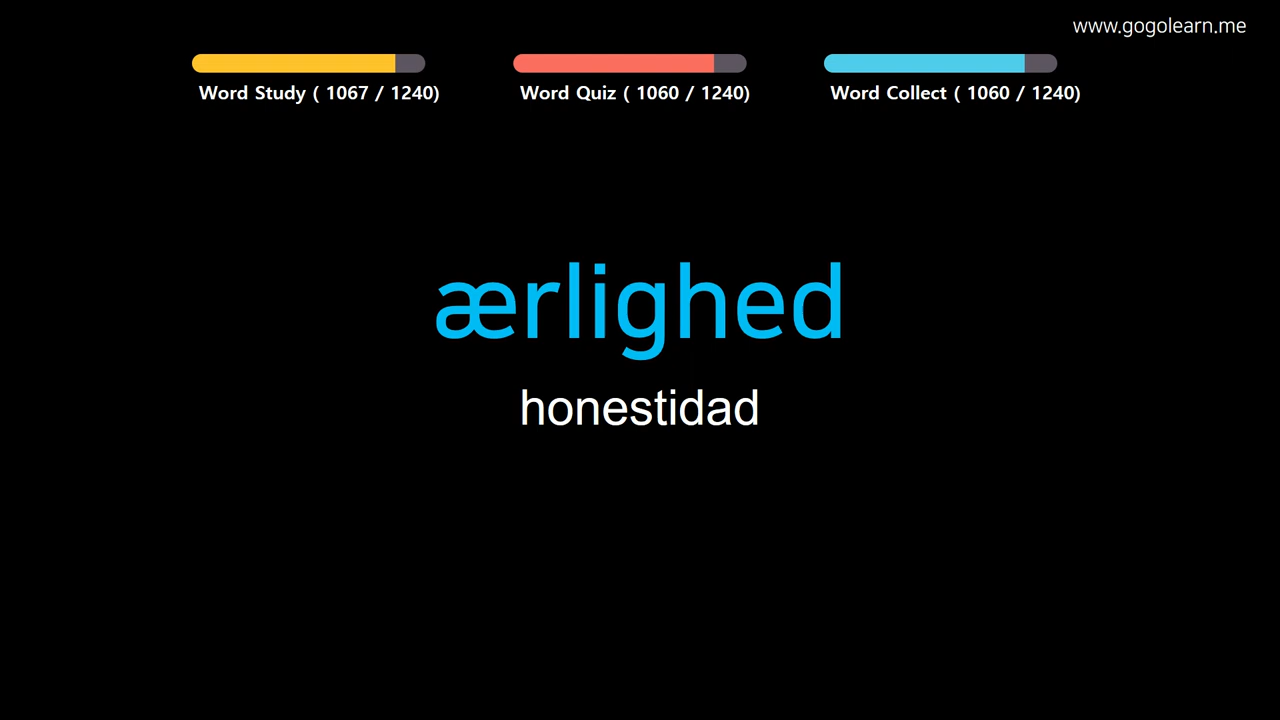 www.gogolearn.me
Word Study ( 1067 / 1240)
Word Quiz ( 1060 / 1240)
Word Collect ( 1060 / 1240)
ærlighed
honestidad